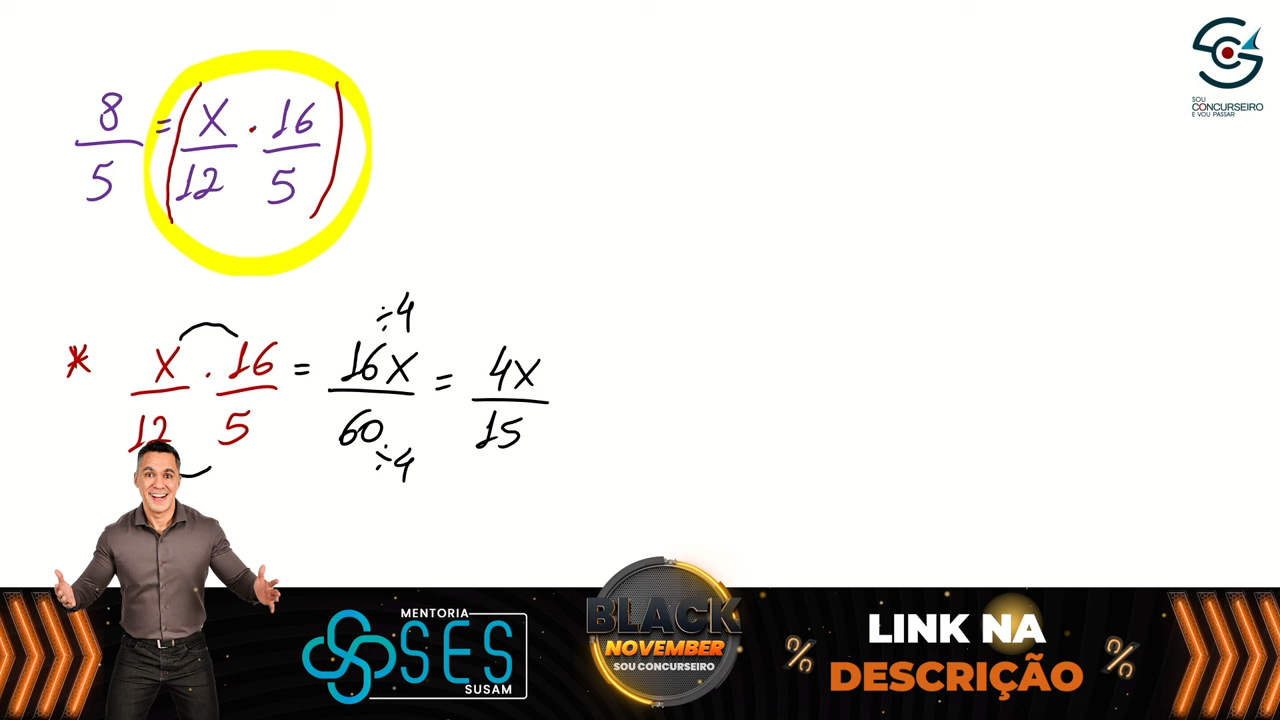 8/5 = (x/12 · 16/5)
SOU
CONCURSEIRO
E VOU PASSAR
÷4
* x/12 · 16/5 = 16x/60 = 4x/15
÷4
MENTORIA
SES
SUSAM
BLACK
NOVEMBER
SOU CONCURSEIRO
%
LINK NA
DESCRIÇÃO
%